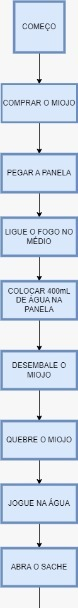 COMEÇO
COMPRAR O MIOJO
PEGAR A PANELA
LIGUE O FOGO NO
MÉDIO
COLOCAR 400mL
DE ÁGUA NA
PANELA
DESEMBALE O
MIOJO
QUEBRE O MIOJO
JOGUE NA ÁGUA
ABRA O SACHE